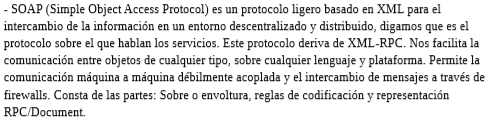 - SOAP (Simple Object Access Protocol) es un protocolo ligero basado en XML para el
intercambio de la información en un entorno descentralizado y distribuido, digamos que es el
protocolo sobre el que hablan los servicios. Este protocolo deriva de XML-RPC. Nos facilita la
comunicación entre objetos de cualquier tipo, sobre cualquier lenguaje y plataforma. Permite la
comunicación máquina a máquina débilmente acoplada y el intercambio de mensajes a través de
firewalls. Consta de las partes: Sobre o envoltura, reglas de codificación y representación
RPC/Document.